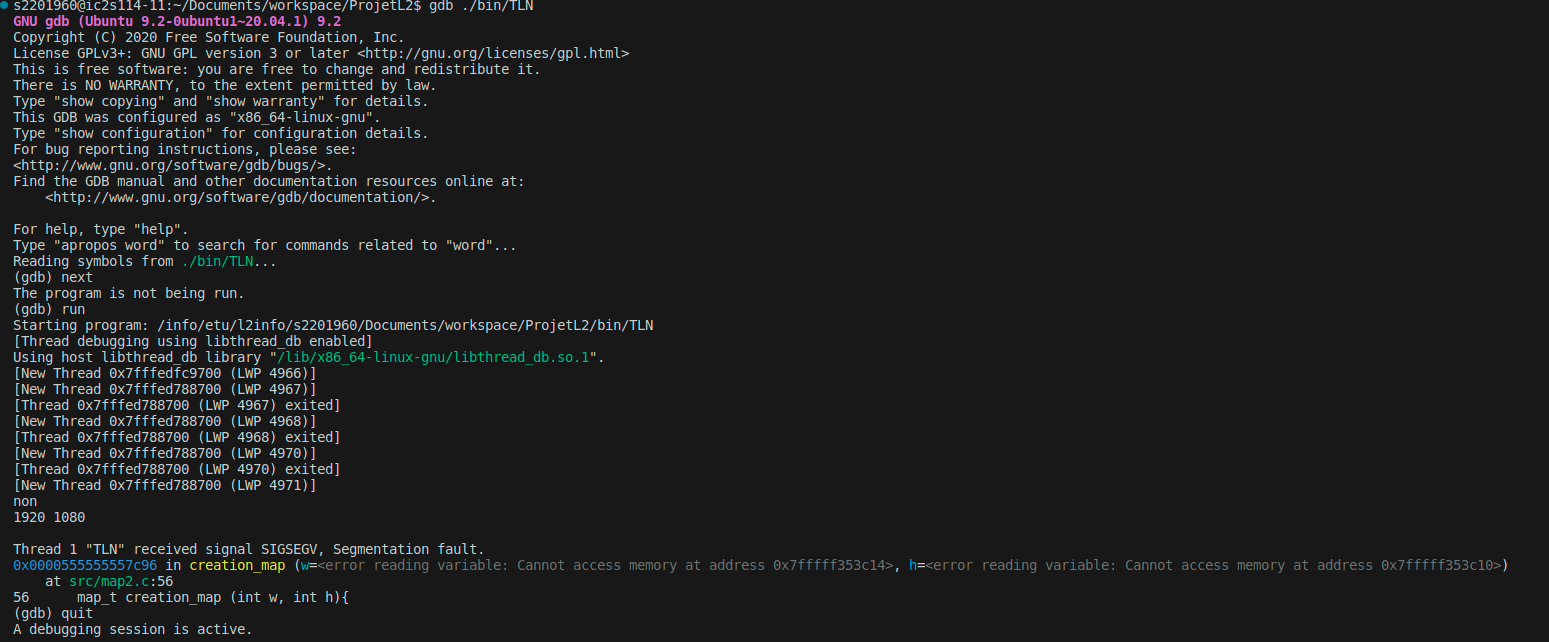 s2201960@ic2s114-11:~/Documents/workspace/ProjetL2$ gdb ./bin/TLN
GNU gdb (Ubuntu 9.2-0ubuntu1~20.04.1) 9.2
Copyright (C) 2020 Free Software Foundation, Inc.
License GPLv3+: GNU GPL version 3 or later <http://gnu.org/licenses/gpl.html>
This is free software: you are free to change and redistribute it.
There is NO WARRANTY, to the extent permitted by law.
Type "show copying" and "show warranty" for details.
This GDB was configured as "x86_64-linux-gnu".
Type "show configuration" for configuration details.
For bug reporting instructions, please see:
<http://www.gnu.org/software/gdb/bugs/>.
Find the GDB manual and other documentation resources online at:
    <http://www.gnu.org/software/gdb/documentation/>.

For help, type "help".
Type "apropos word" to search for commands related to "word"...
Reading symbols from ./bin/TLN...
(gdb) next
The program is not being run.
(gdb) run
Starting program: /info/etu/l2info/s2201960/Documents/workspace/ProjetL2/bin/TLN
[Thread debugging using libthread_db enabled]
Using host libthread_db library "/lib/x86_64-linux-gnu/libthread_db.so.1".
[New Thread 0x7fffedfc9700 (LWP 4966)]
[New Thread 0x7fffed788700 (LWP 4967)]
[Thread 0x7fffed788700 (LWP 4967) exited]
[New Thread 0x7fffed788700 (LWP 4968)]
[Thread 0x7fffed788700 (LWP 4968) exited]
[New Thread 0x7fffed788700 (LWP 4970)]
[Thread 0x7fffed788700 (LWP 4970) exited]
[New Thread 0x7fffed788700 (LWP 4971)]
non
1920 1080

Thread 1 "TLN" received signal SIGSEGV, Segmentation fault.
0x0000555555557c96 in creation_map (w=<error reading variable: Cannot access memory at address 0x7fffff353c14>, h=<error reading variable: Cannot access memory at address 0x7fffff353c10>)
    at src/map2.c:56
56      map_t creation_map (int w, int h){
(gdb) quit
A debugging session is active.